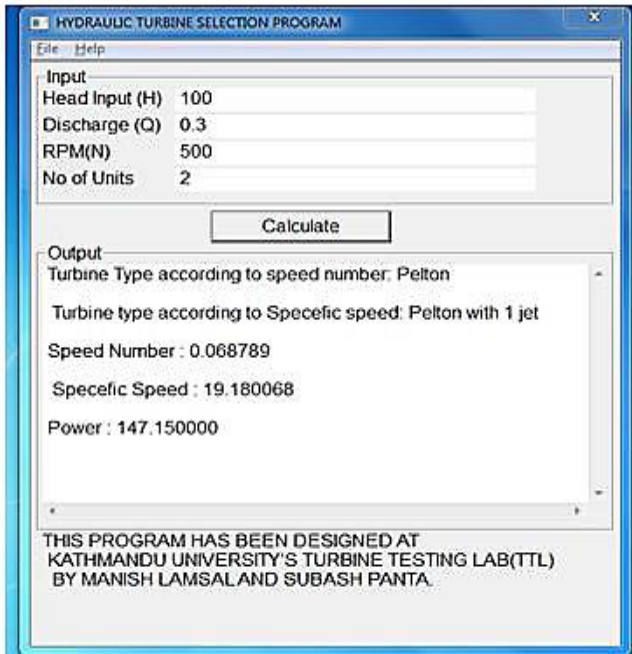 HYDRAULIC TURBINE SELECTION PROGRAM
File Help
Input
Head Input (H) 100
Discharge (Q) 0.3
RPM(N) 500
No of Units 2
Calculate
Output
Turbine Type according to speed number: Pelton
Turbine type according to Specefic speed: Pelton with 1 jet
Speed Number : 0.068789
Specefic Speed : 19.180068
Power : 147.150000
THIS PROGRAM HAS BEEN DESIGNED AT
KATHMANDU UNIVERSITY'S TURBINE TESTING LAB(TTL)
BY MANISH LAMSAL AND SUBASH PANTA.